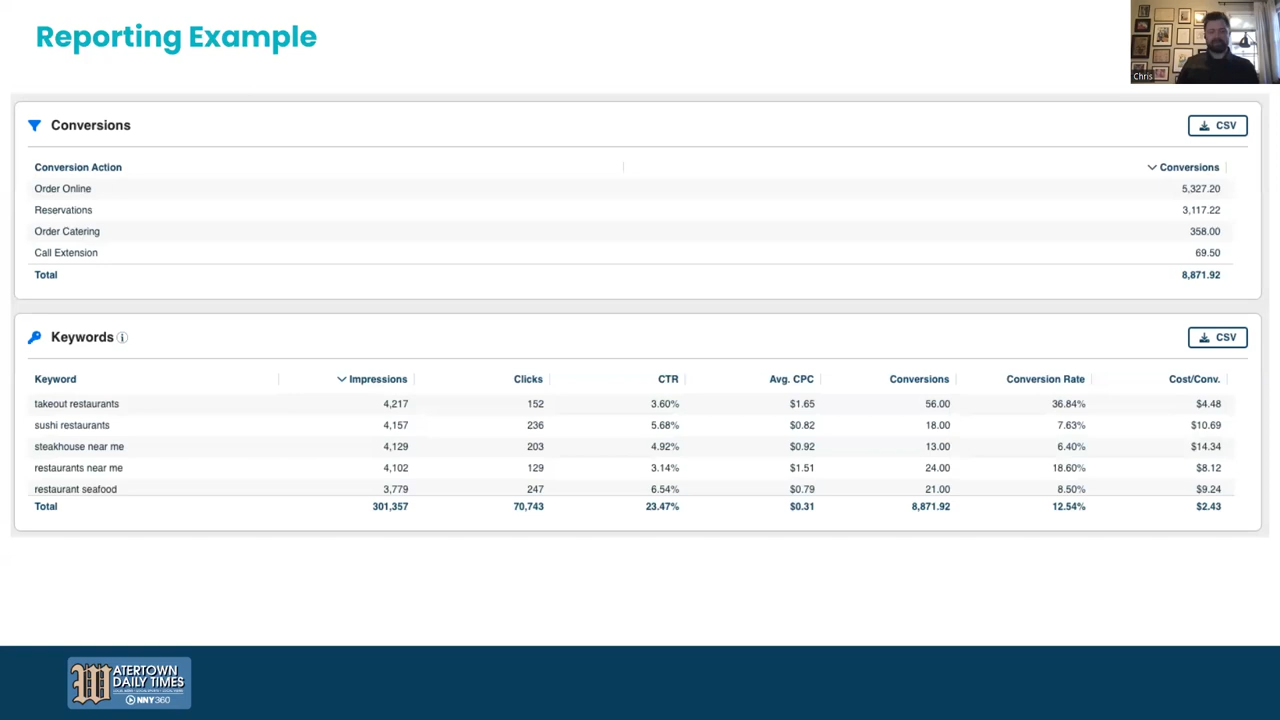 Reporting Example
Chris
Conversions
CSV
Conversion Action Conversions
Order Online 5,327.20
Reservations 3,117.22
Order Catering 358.00
Call Extension 69.50
Total 8,871.92
Keywords
CSV
Keyword Impressions Clicks CTR Avg. CPC Conversions Conversion Rate Cost/Conv.
takeout restaurants 4,217 152 3.60% $1.65 56.00 36.84% $4.48
sushi restaurants 4,157 236 5.68% $0.82 18.00 7.63% $10.69
steakhouse near me 4,129 203 4.92% $0.92 13.00 6.40% $14.34
restaurants near me 4,102 129 3.14% $1.51 24.00 18.60% $8.12
restaurant seafood 3,779 247 6.54% $0.79 21.00 8.50% $9.24
Total 301,357 70,743 23.47% $0.31 8,871.92 12.54% $2.43
WATERTOWN
DAILY TIMES
NNY360